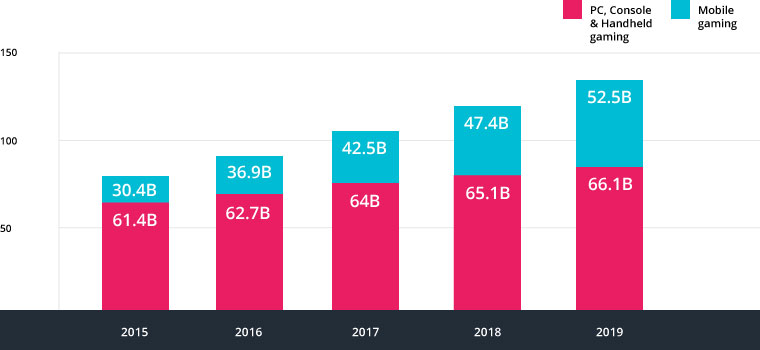 PC, Console
& Handheld
gaming
Mobile
gaming
150
100
50
30.4B
61.4B
36.9B
62.7B
42.5B
64B
47.4B
65.1B
52.5B
66.1B
2015
2016
2017
2018
2019